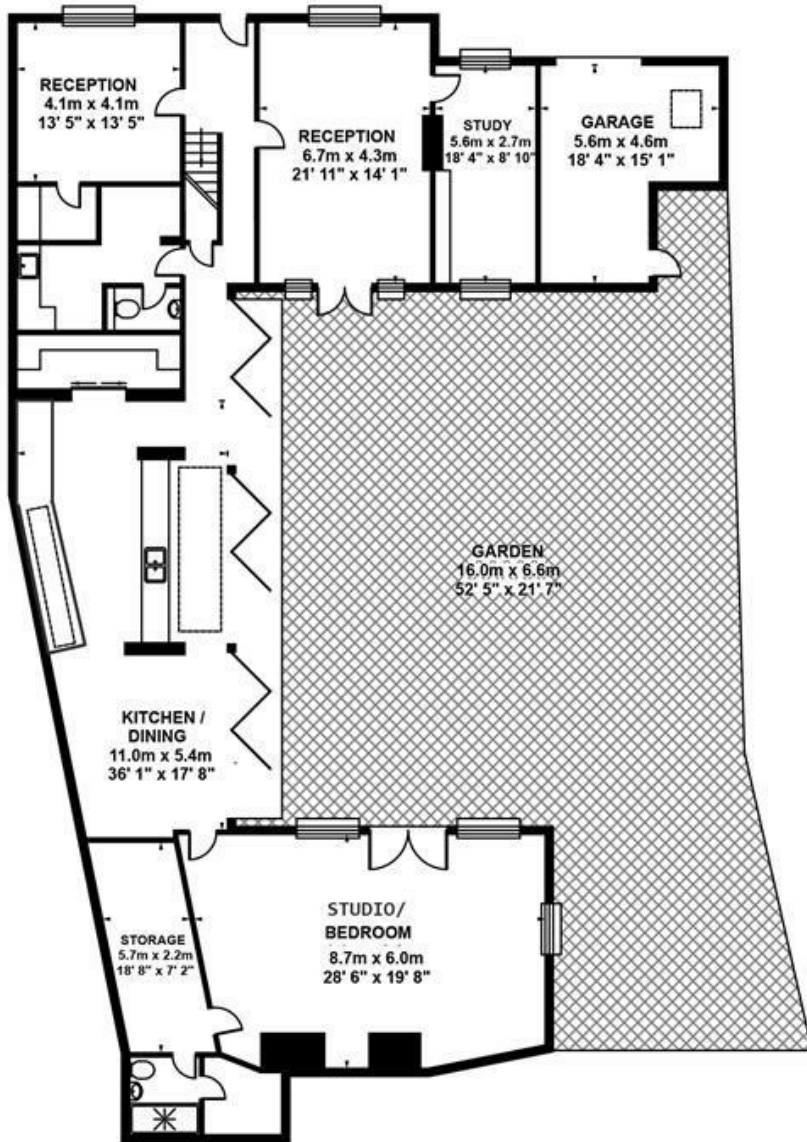 RECEPTION
4.1m x 4.1m
13' 5" x 13' 5"
RECEPTION
6.7m x 4.3m
21' 11" x 14' 1"
STUDY
5.6m x 2.7m
18' 4" x 8' 10"
GARAGE
5.6m x 4.6m
18' 4" x 15' 1"
GARDEN
16.0m x 6.6m
52' 5" x 21' 7"
KITCHEN /
DINING
11.0m x 5.4m
36' 1" x 17' 8"
STORAGE
5.7m x 2.2m
18' 8" x 7' 2"
STUDIO/
BEDROOM
8.7m x 6.0m
28' 6" x 19' 8"